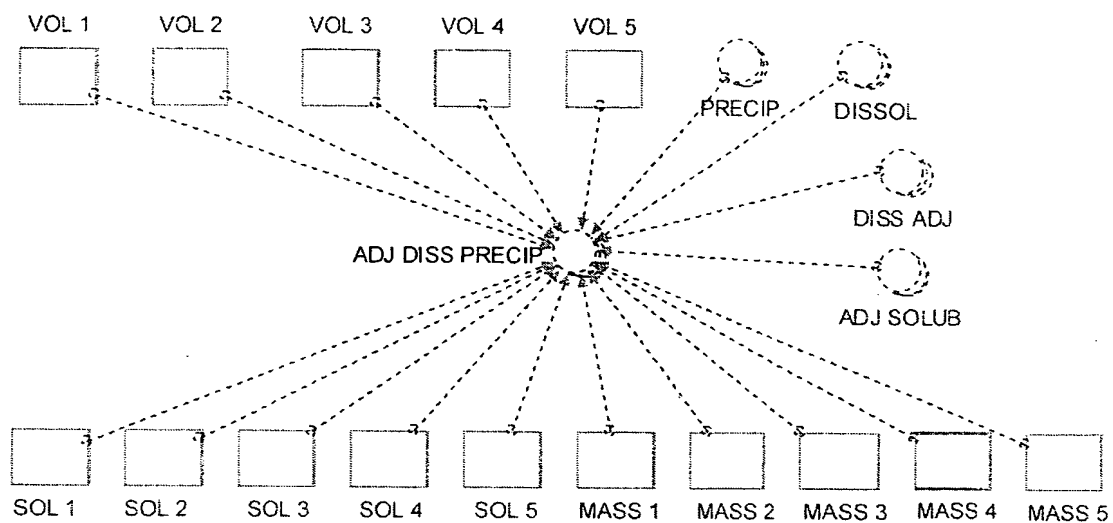 VOL 1 VOL 2 VOL 3 VOL 4 VOL 5
PRECIP DISSOL
DISS ADJ
ADJ DISS PRECIP
ADJ SOLUB
SOL 1 SOL 2 SOL 3 SOL 4 SOL 5 MASS 1 MASS 2 MASS 3 MASS 4 MASS 5